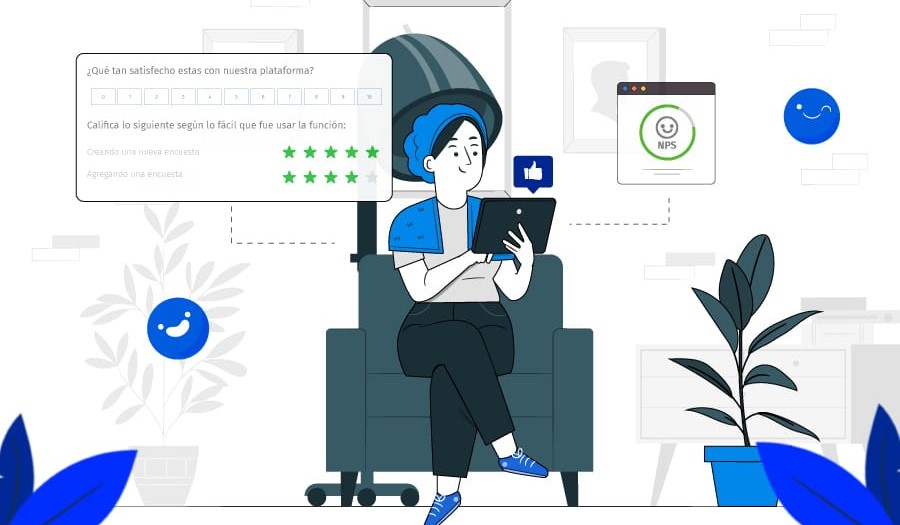 ¿Qué tan satisfecho estas con nuestra plataforma?
0 1 2 3 4 5 6 7 8 9 10
Califica lo siguiente según lo fácil que fue usar la función:
Creando una nueva encuesta
Agregando una encuesta
NPS